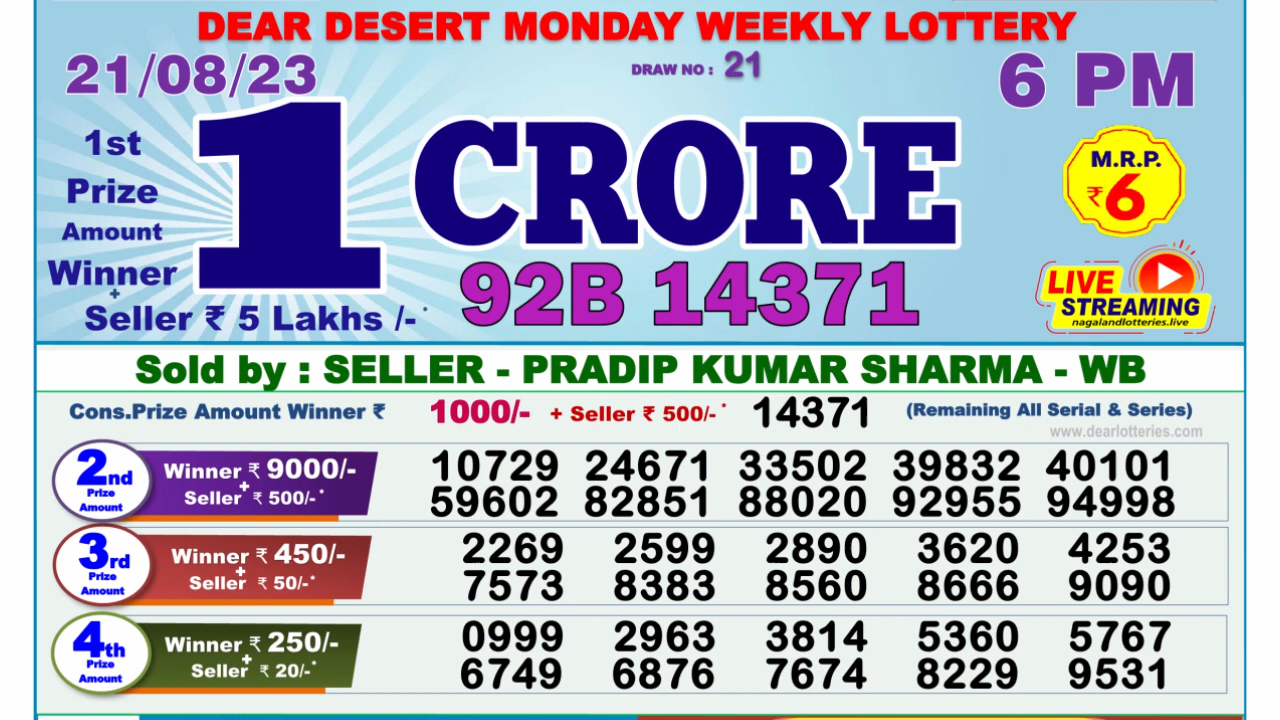 DEAR DESERT MONDAY WEEKLY LOTTERY
21/08/23
DRAW NO : 21
6 PM
1st
Prize
Amount
Winner
+
Seller ₹ 5 Lakhs /- *
1 CRORE
92B 14371
M.R.P.
₹6
LIVE
STREAMING
nagalandlotteries.live
Sold by : SELLER - PRADIP KUMAR SHARMA - WB
Cons.Prize Amount Winner ₹ 1000/- + Seller ₹ 500/- * 14371 (Remaining All Serial & Series)
www.dearlotteries.com
2nd
Prize
Amount
Winner ₹ 9000/-
+
Seller ₹ 500/- *
10729 24671 33502 39832 40101
59602 82851 88020 92955 94998
3rd
Prize
Amount
Winner ₹ 450/-
+
Seller ₹ 50/- *
2269 2599 2890 3620 4253
7573 8383 8560 8666 9090
4th
Prize
Amount
Winner ₹ 250/-
+
Seller ₹ 20/- *
0999 2963 3814 5360 5767
6749 6876 7674 8229 9531